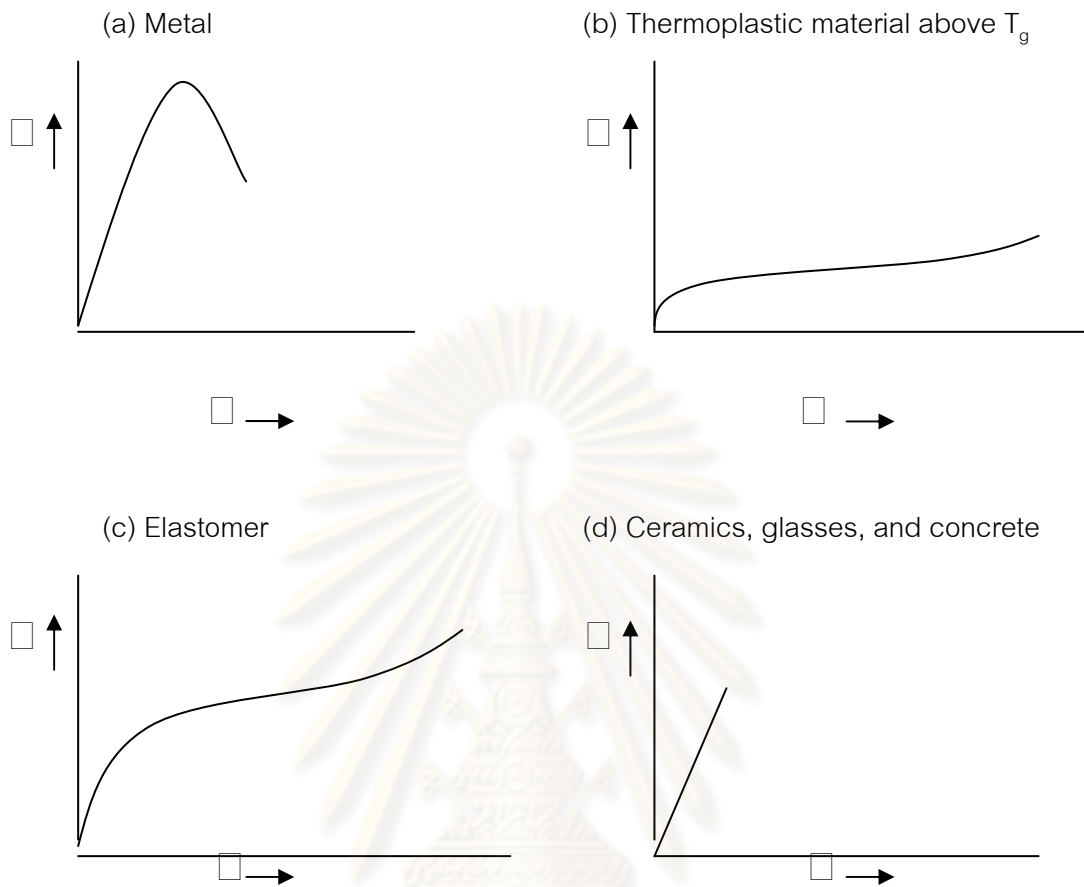 (a) Metal
(b) Thermoplastic material above Tg
(c) Elastomer
(d) Ceramics, glasses, and concrete